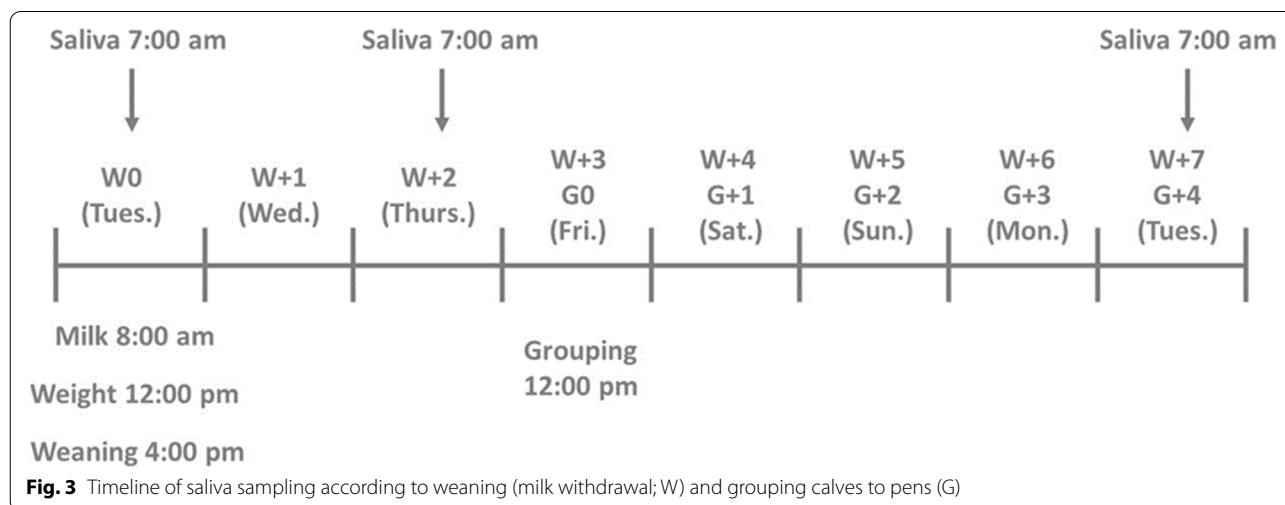 Saliva 7:00 am Saliva 7:00 am Saliva 7:00 am
W0 (Tues.)
W+1 (Wed.)
W+2 (Thurs.)
W+3 G0 (Fri.)
W+4 G+1 (Sat.)
W+5 G+2 (Sun.)
W+6 G+3 (Mon.)
W+7 G+4 (Tues.)
Milk 8:00 am
Weight 12:00 pm
Weaning 4:00 pm
Grouping
12:00 pm
Fig. 3 Timeline of saliva sampling according to weaning (milk withdrawal; W) and grouping calves to pens (G)